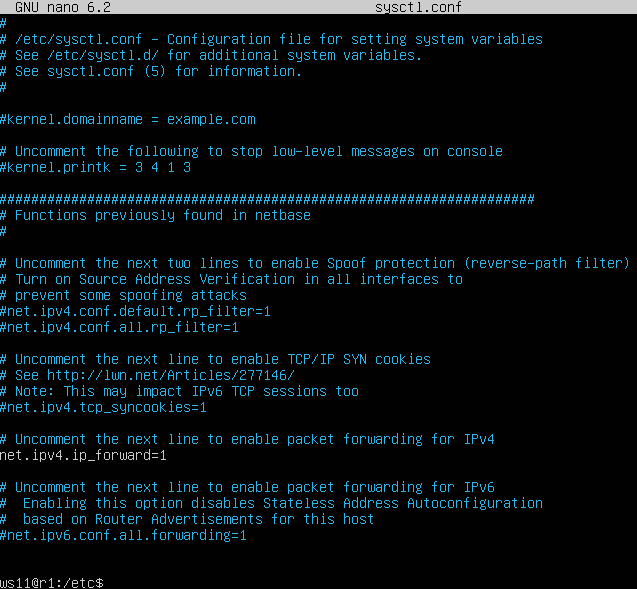 GNU nano 6.2 sysctl.conf
#
# /etc/sysctl.conf - Configuration file for setting system variables
# See /etc/sysctl.d/ for additional system variables.
# See sysctl.conf (5) for information.
#
#kernel.domainname = example.com
# Uncomment the following to stop low-level messages on console
#kernel.printk = 3 4 1 3
###################################################################
# Functions previously found in netbase
#
# Uncomment the next two lines to enable Spoof protection (reverse-path filter)
# Turn on Source Address Verification in all interfaces to
# prevent some spoofing attacks
#net.ipv4.conf.default.rp_filter=1
#net.ipv4.conf.all.rp_filter=1
# Uncomment the next line to enable TCP/IP SYN cookies
# See http://lwn.net/Articles/277146/
# Note: This may impact IPv6 TCP sessions too
#net.ipv4.tcp_syncookies=1
# Uncomment the next line to enable packet forwarding for IPv4
net.ipv4.ip_forward=1
# Uncomment the next line to enable packet forwarding for IPv6
#  Enabling this option disables Stateless Address Autoconfiguration
#  based on Router Advertisements for this host
#net.ipv6.conf.all.forwarding=1
ws11@r1:/etc$